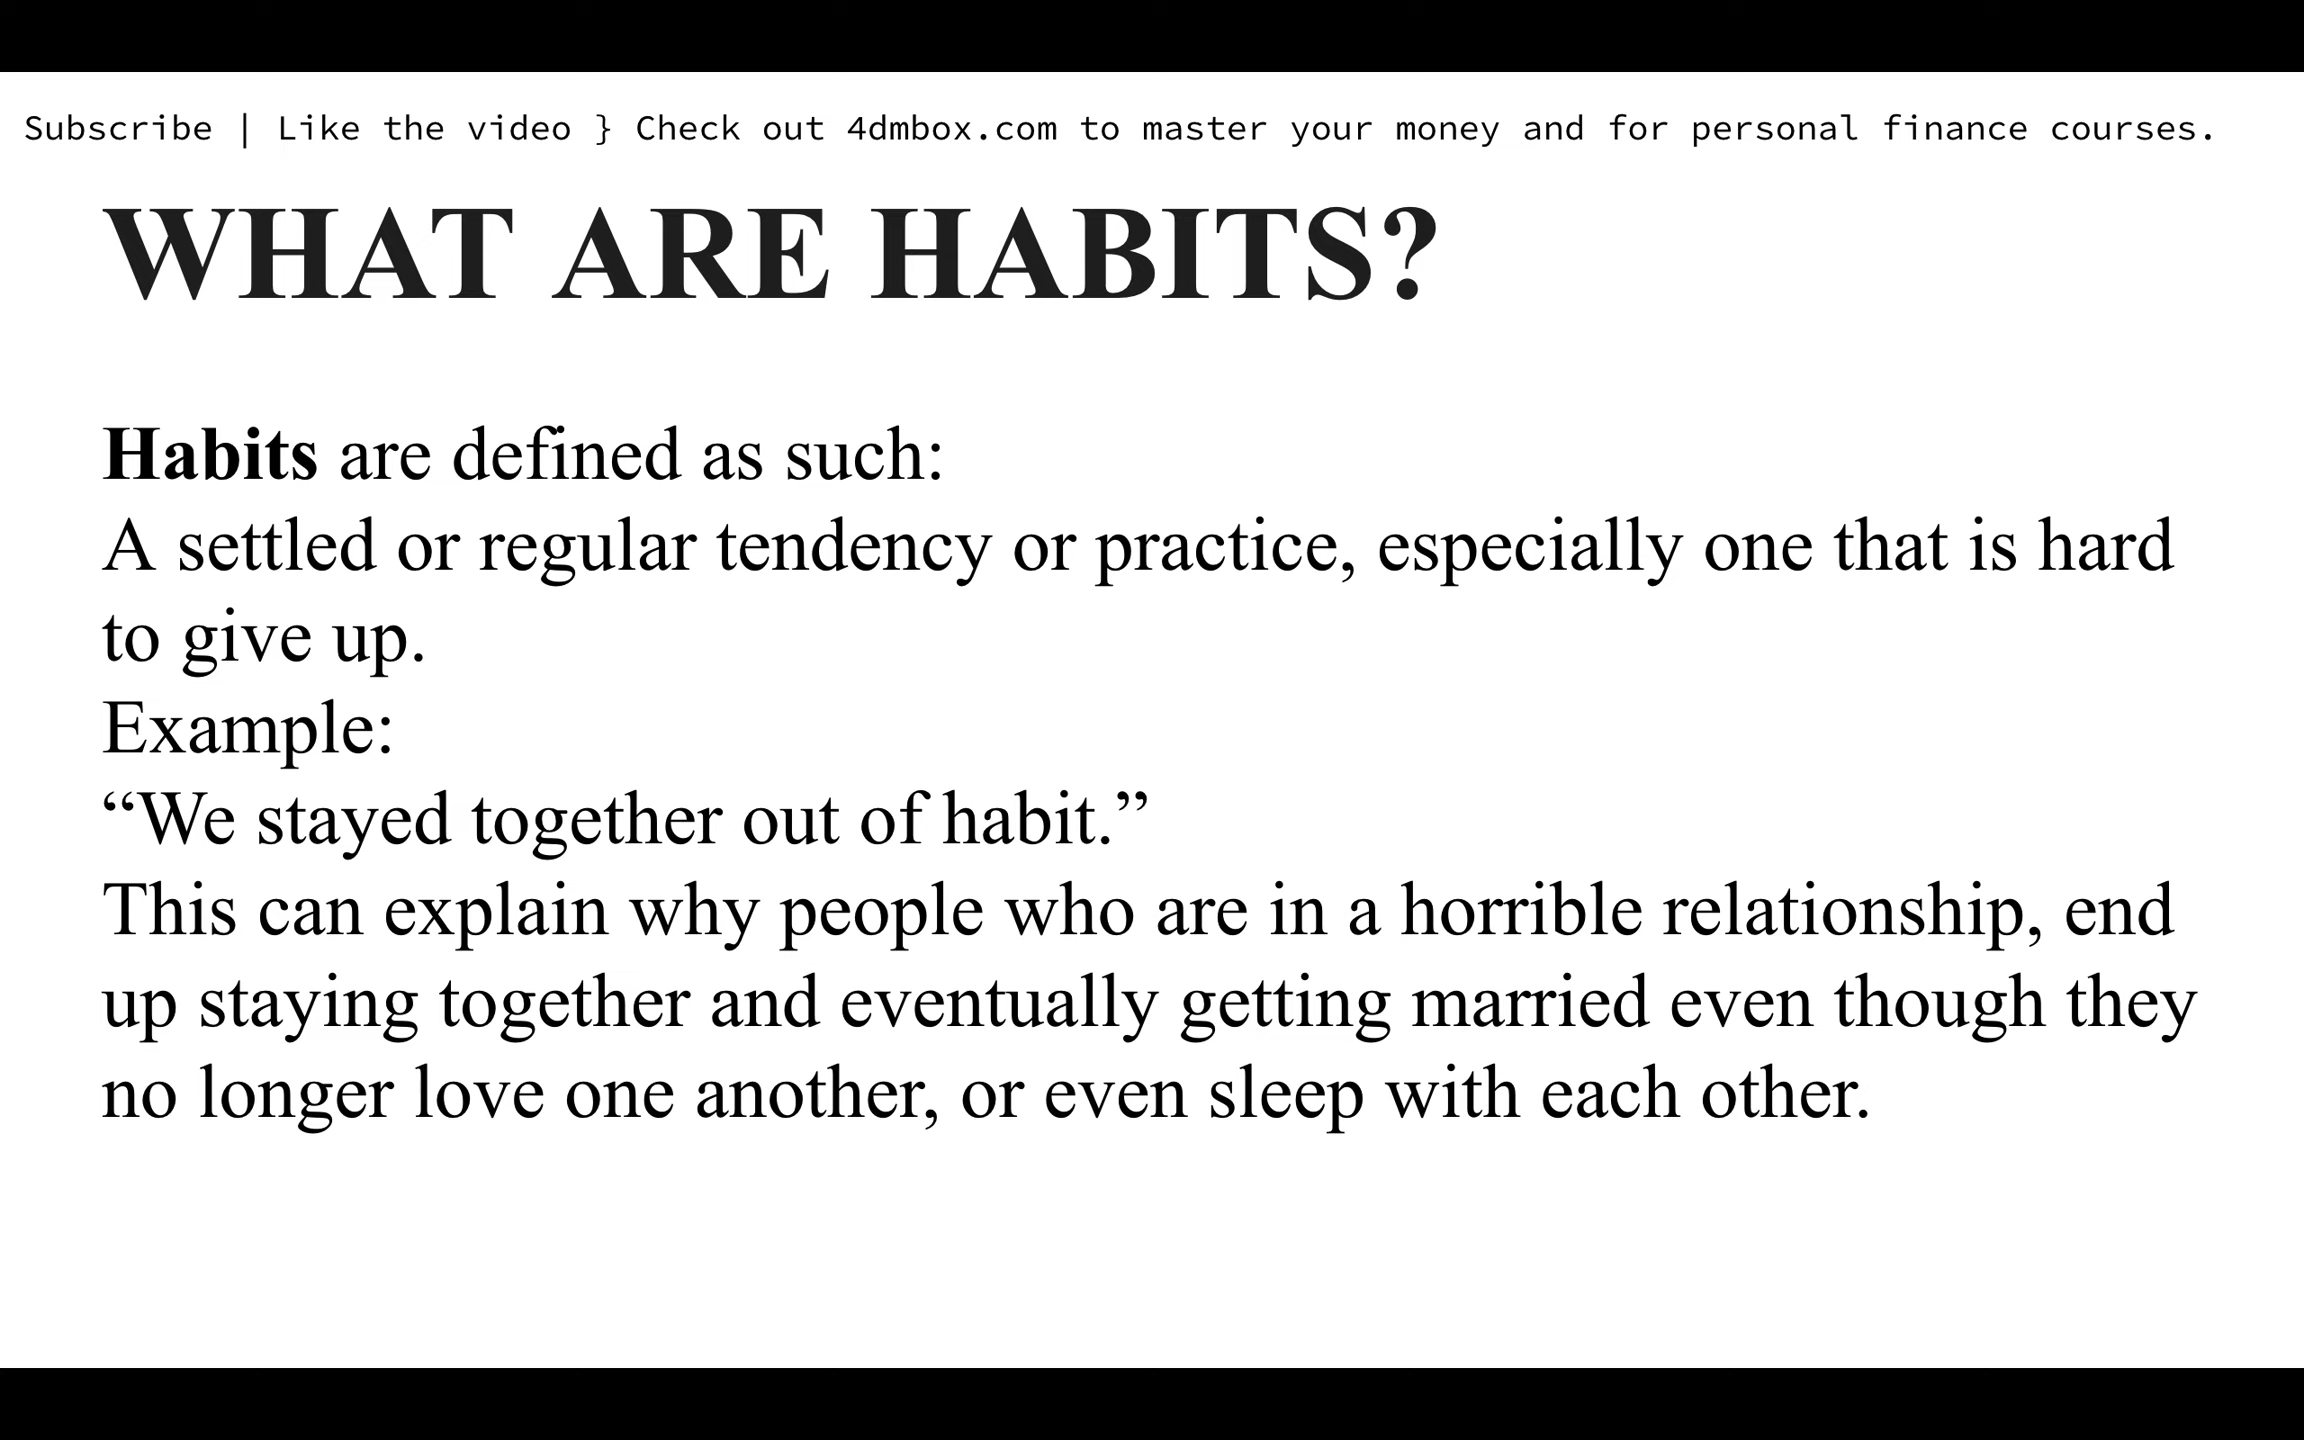 Subscribe | Like the video } Check out 4dmbox.com to master your money and for personal finance courses.
WHAT ARE HABITS?
Habits are defined as such:
A settled or regular tendency or practice, especially one that is hard
to give up.
Example:
“We stayed together out of habit.”
This can explain why people who are in a horrible relationship, end
up staying together and eventually getting married even though they
no longer love one another, or even sleep with each other.